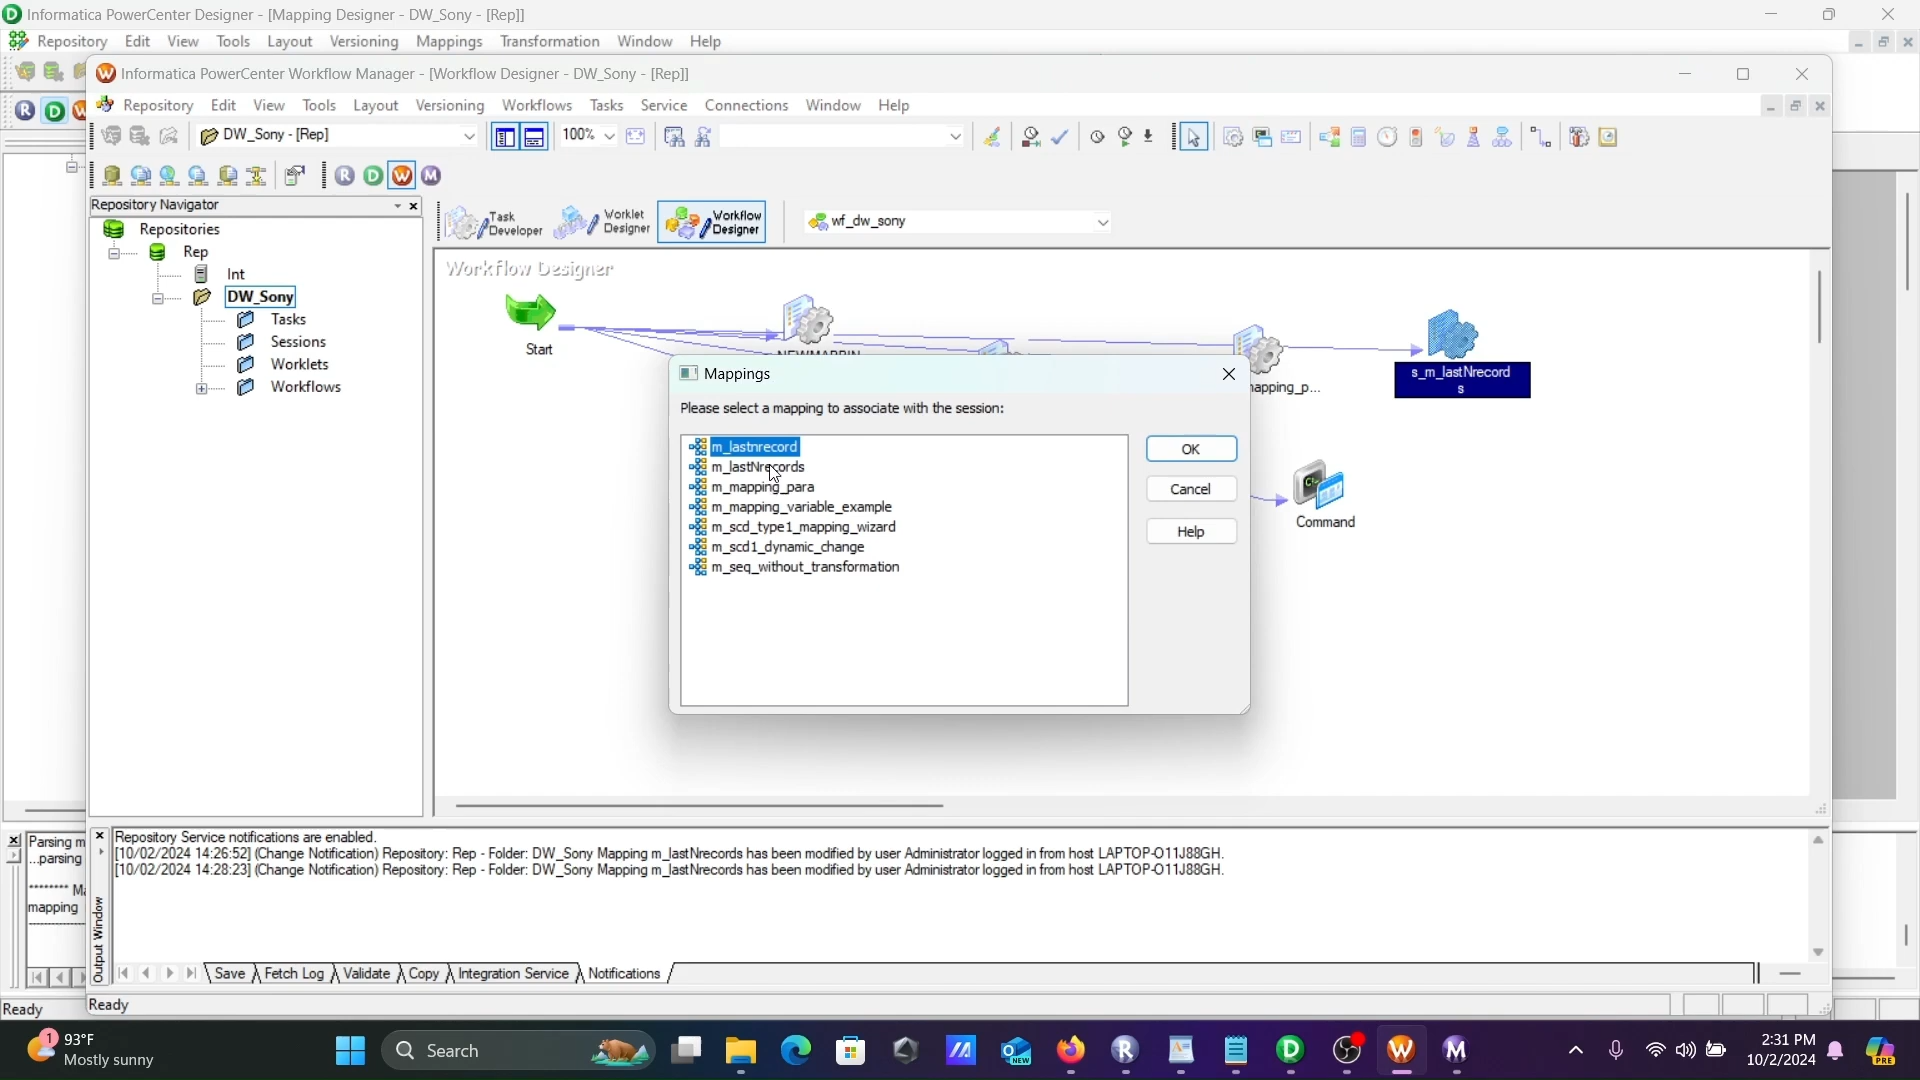 Informatica PowerCenter Designer - [Mapping Designer - DW_Sony - [Rep]]
Repository Edit View Tools Layout Versioning Mappings Transformation Window Help
Informatica PowerCenter Workflow Manager - [Workflow Designer - DW_Sony - [Rep]]
Repository Edit View Tools Layout Versioning Workflows Tasks Service Connections Window Help
DW_Sony - [Rep] 100%
R D W R D W M
Repository Navigator
Task Developer
Worklet Designer
Workflow Designer
wf_dw_sony
Repositories
Rep
Int
DW_Sony
Tasks
Sessions
Worklets
Workflows
Workflow Designer
Start
s_m_lastNrecord
s
Command
Mappings
Please select a mapping to associate with the session:
m_lastnrecord
m_lastNrecords
m_mapping_para
m_mapping_variable_example
m_scd_type1_mapping_wizard
m_scd1_dynamic_change
m_seq_without_transformation
OK
Cancel
Help
Parsing m
...parsing
******** Ma
mapping
Output Window
Repository Service notifications are enabled.
[10/02/2024 14:26:52] (Change Notification) Repository: Rep - Folder: DW_Sony Mapping m_lastNrecords has been modified by user Administrator logged in from host LAPTOP-O11J88GH.
[10/02/2024 14:28:23] (Change Notification) Repository: Rep - Folder: DW_Sony Mapping m_lastNrecords has been modified by user Administrator logged in from host LAPTOP-O11J88GH.
Save Fetch Log Validate Copy Integration Service Notifications
Ready
Ready
1
93°F
Mostly sunny
Search
NEW
R D W M
2:31 PM
10/2/2024
PRE